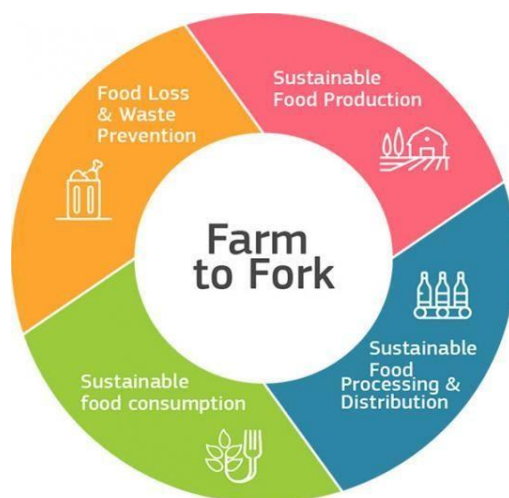 Farm
to Fork
Sustainable
Food Production
Sustainable
Food
Processing &
Distribution
Sustainable
food consumption
Food Loss
& Waste
Prevention